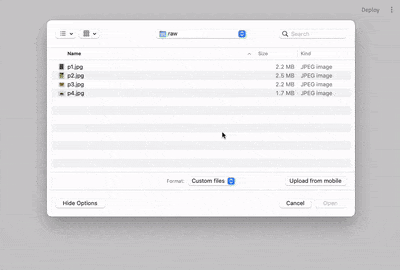 Deploy
raw
Search
Name Size Kind
p1.jpg 2.2 MB JPEG image
p2.jpg 2.5 MB JPEG image
p3.jpg 2.2 MB JPEG image
p4.jpg 1.7 MB JPEG image
Format: Custom files Upload from mobile
Hide Options Cancel Open